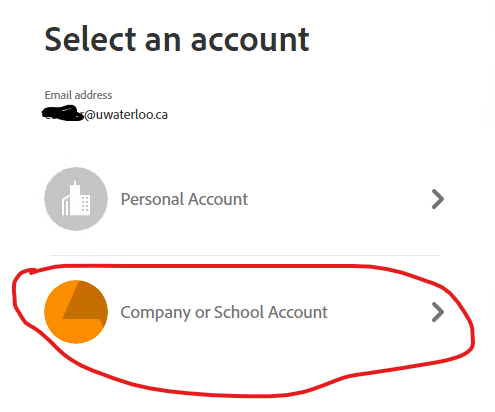 Select an account
Email address
@uwaterloo.ca
Personal Account
Company or School Account